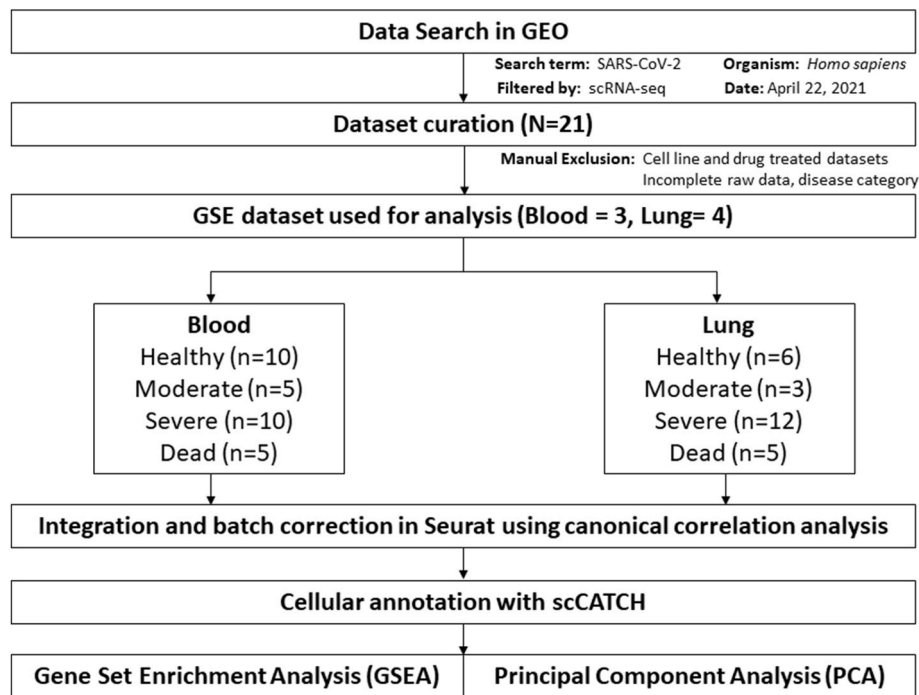 Data Search in GEO
Search term: SARS-CoV-2 Organism: Homo sapiens
Filtered by: scRNA-seq Date: April 22, 2021
Dataset curation (N=21)
Manual Exclusion: Cell line and drug treated datasets
Incomplete raw data, disease category
GSE dataset used for analysis (Blood = 3, Lung= 4)
Blood
Healthy (n=10)
Moderate (n=5)
Severe (n=10)
Dead (n=5)
Lung
Healthy (n=6)
Moderate (n=3)
Severe (n=12)
Dead (n=5)
Integration and batch correction in Seurat using canonical correlation analysis
Cellular annotation with scCATCH
Gene Set Enrichment Analysis (GSEA)
Principal Component Analysis (PCA)